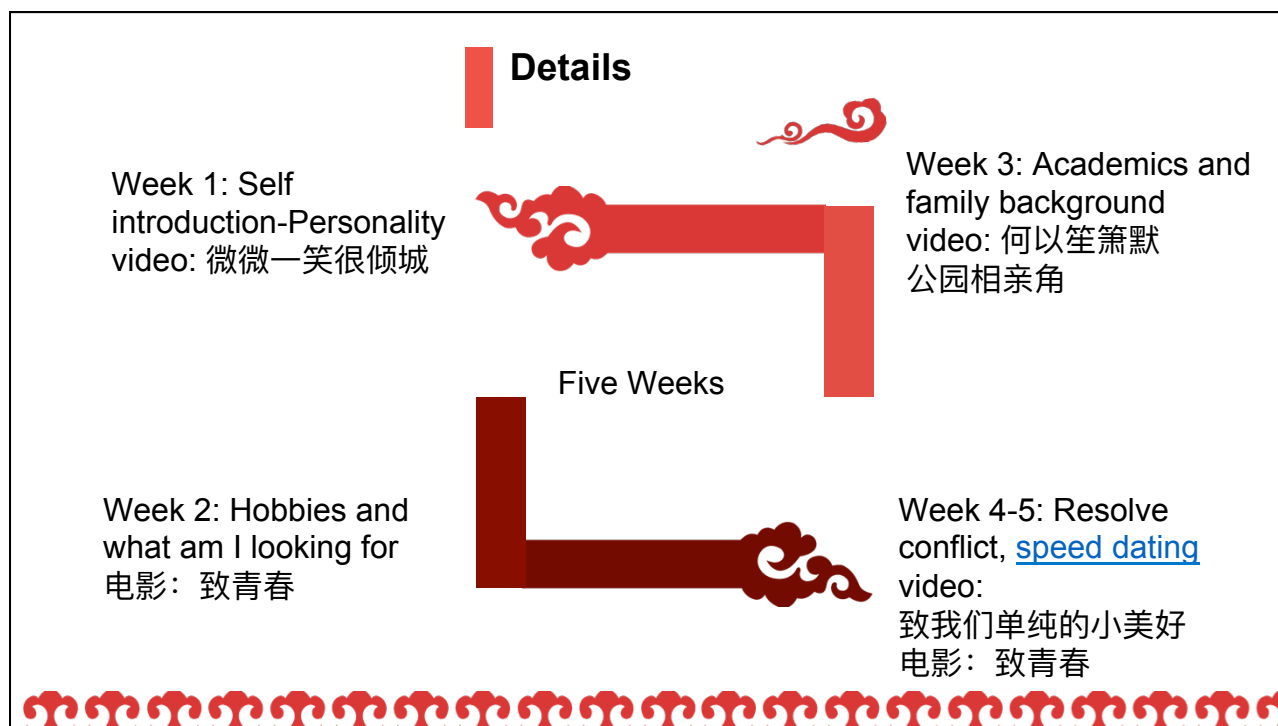 Details
Week 1: Self
introduction-Personality
video: 微微一笑很倾城
Week 3: Academics and
family background
video: 何以笙箫默
公园相亲角
Five Weeks
Week 2: Hobbies and
what am I looking for
电影：致青春
Week 4-5: Resolve
conflict, speed dating
video:
致我们单纯的小美好
电影：致青春